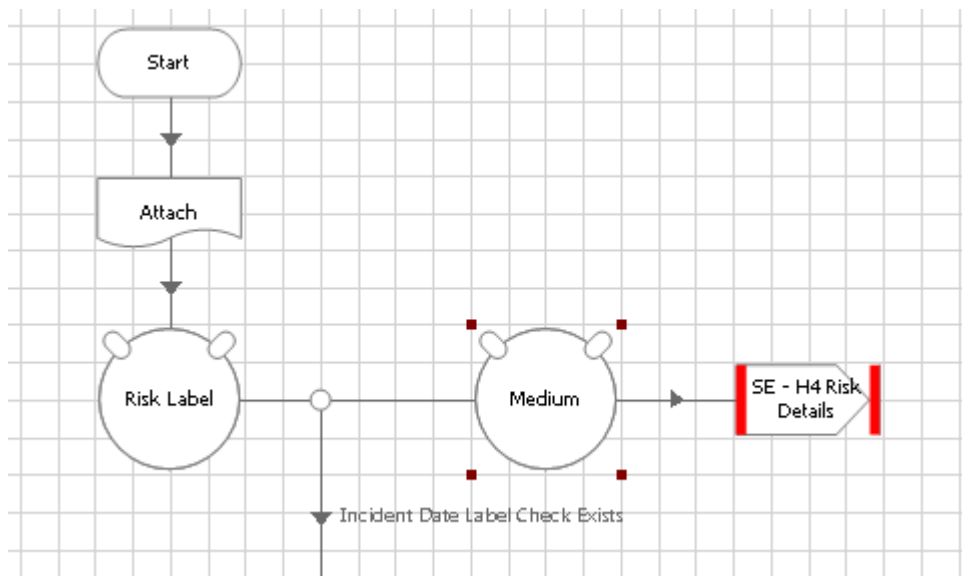 Start
Attach
Risk Label
Medium
SE - H4 Risk
Details
Incident Date Label Check Exists